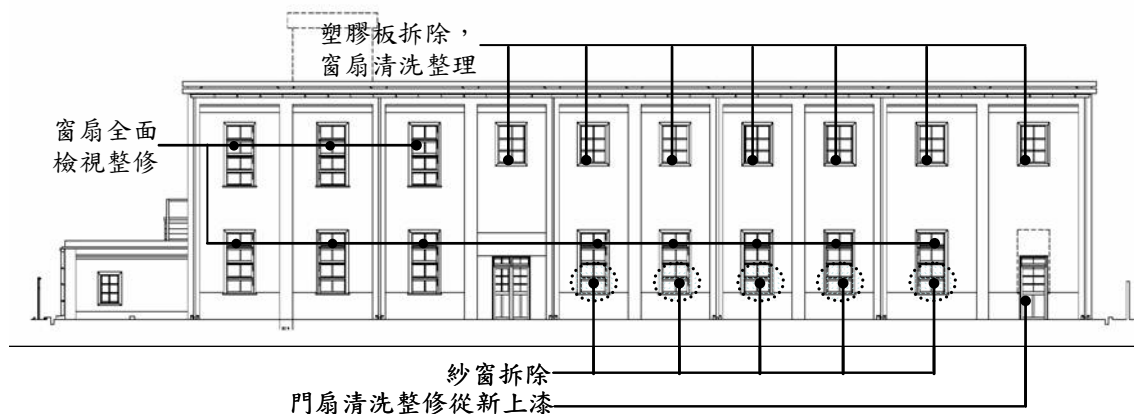 塑膠板拆除，
窗扇清洗整理
窗扇全面
檢視整修
紗窗拆除
門扇清洗整修從新上漆